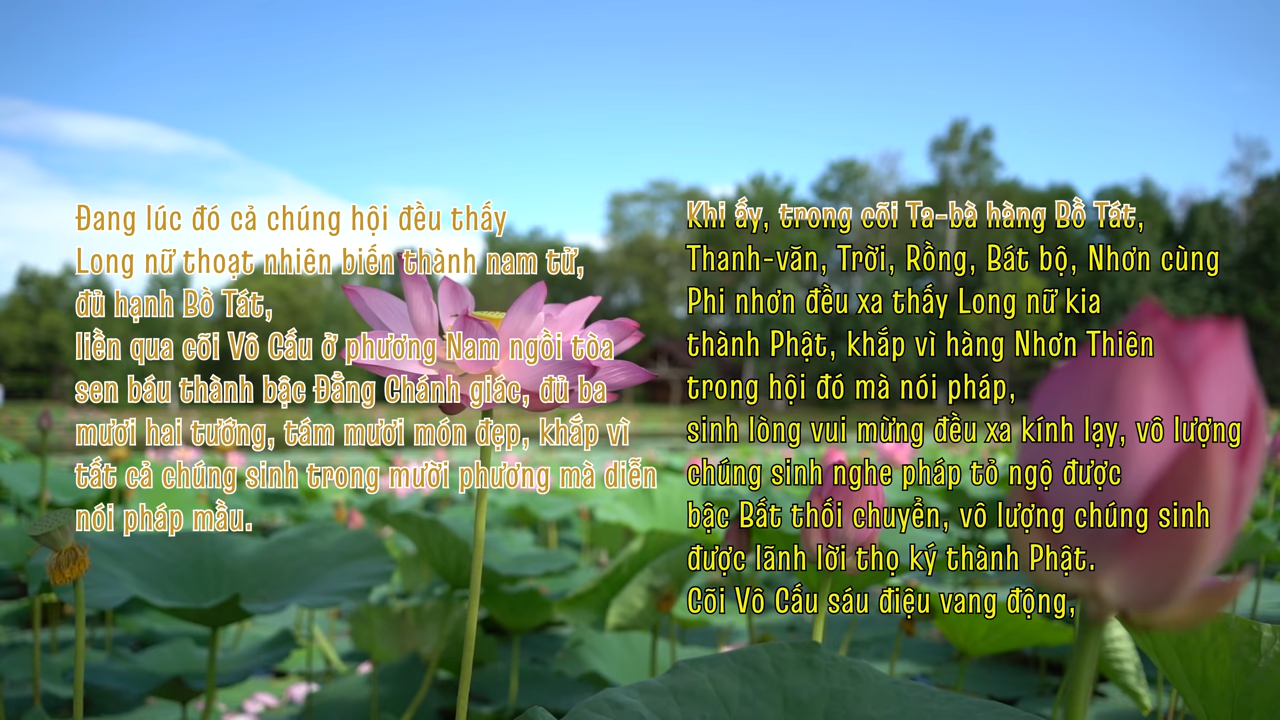 Đang lúc đó cả chúng hội đều thấy
Long nữ thoạt nhiên biến thành nam tử,
đủ hạnh Bồ Tát,
liền qua cõi Vô Cấu ở phương Nam ngồi tòa
sen báu thành bậc Đẳng Chánh giác, đủ ba
mươi hai tướng, tám mươi món đẹp, khắp vì
tất cả chúng sinh trong mười phương mà diễn
nói pháp mầu.
Khi ấy, trong cõi Ta-bà hàng Bồ Tát,
Thanh-văn, Trời, Rồng, Bát bộ, Nhơn cùng
Phi nhơn đều xa thấy Long nữ kia
thành Phật, khắp vì hàng Nhơn Thiên
trong hội đó mà nói pháp,
sinh lòng vui mừng đều xa kính lạy, vô lượng
chúng sinh nghe pháp tỏ ngộ được
bậc Bất thối chuyển, vô lượng chúng sinh
được lãnh lời thọ ký thành Phật.
Cõi Vô Cấu sáu điệu vang động,